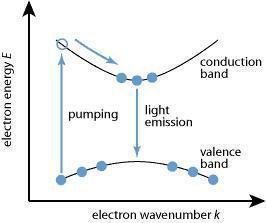 electron energy E
conduction
band
pumping
light
emission
valence
band
electron wavenumber k